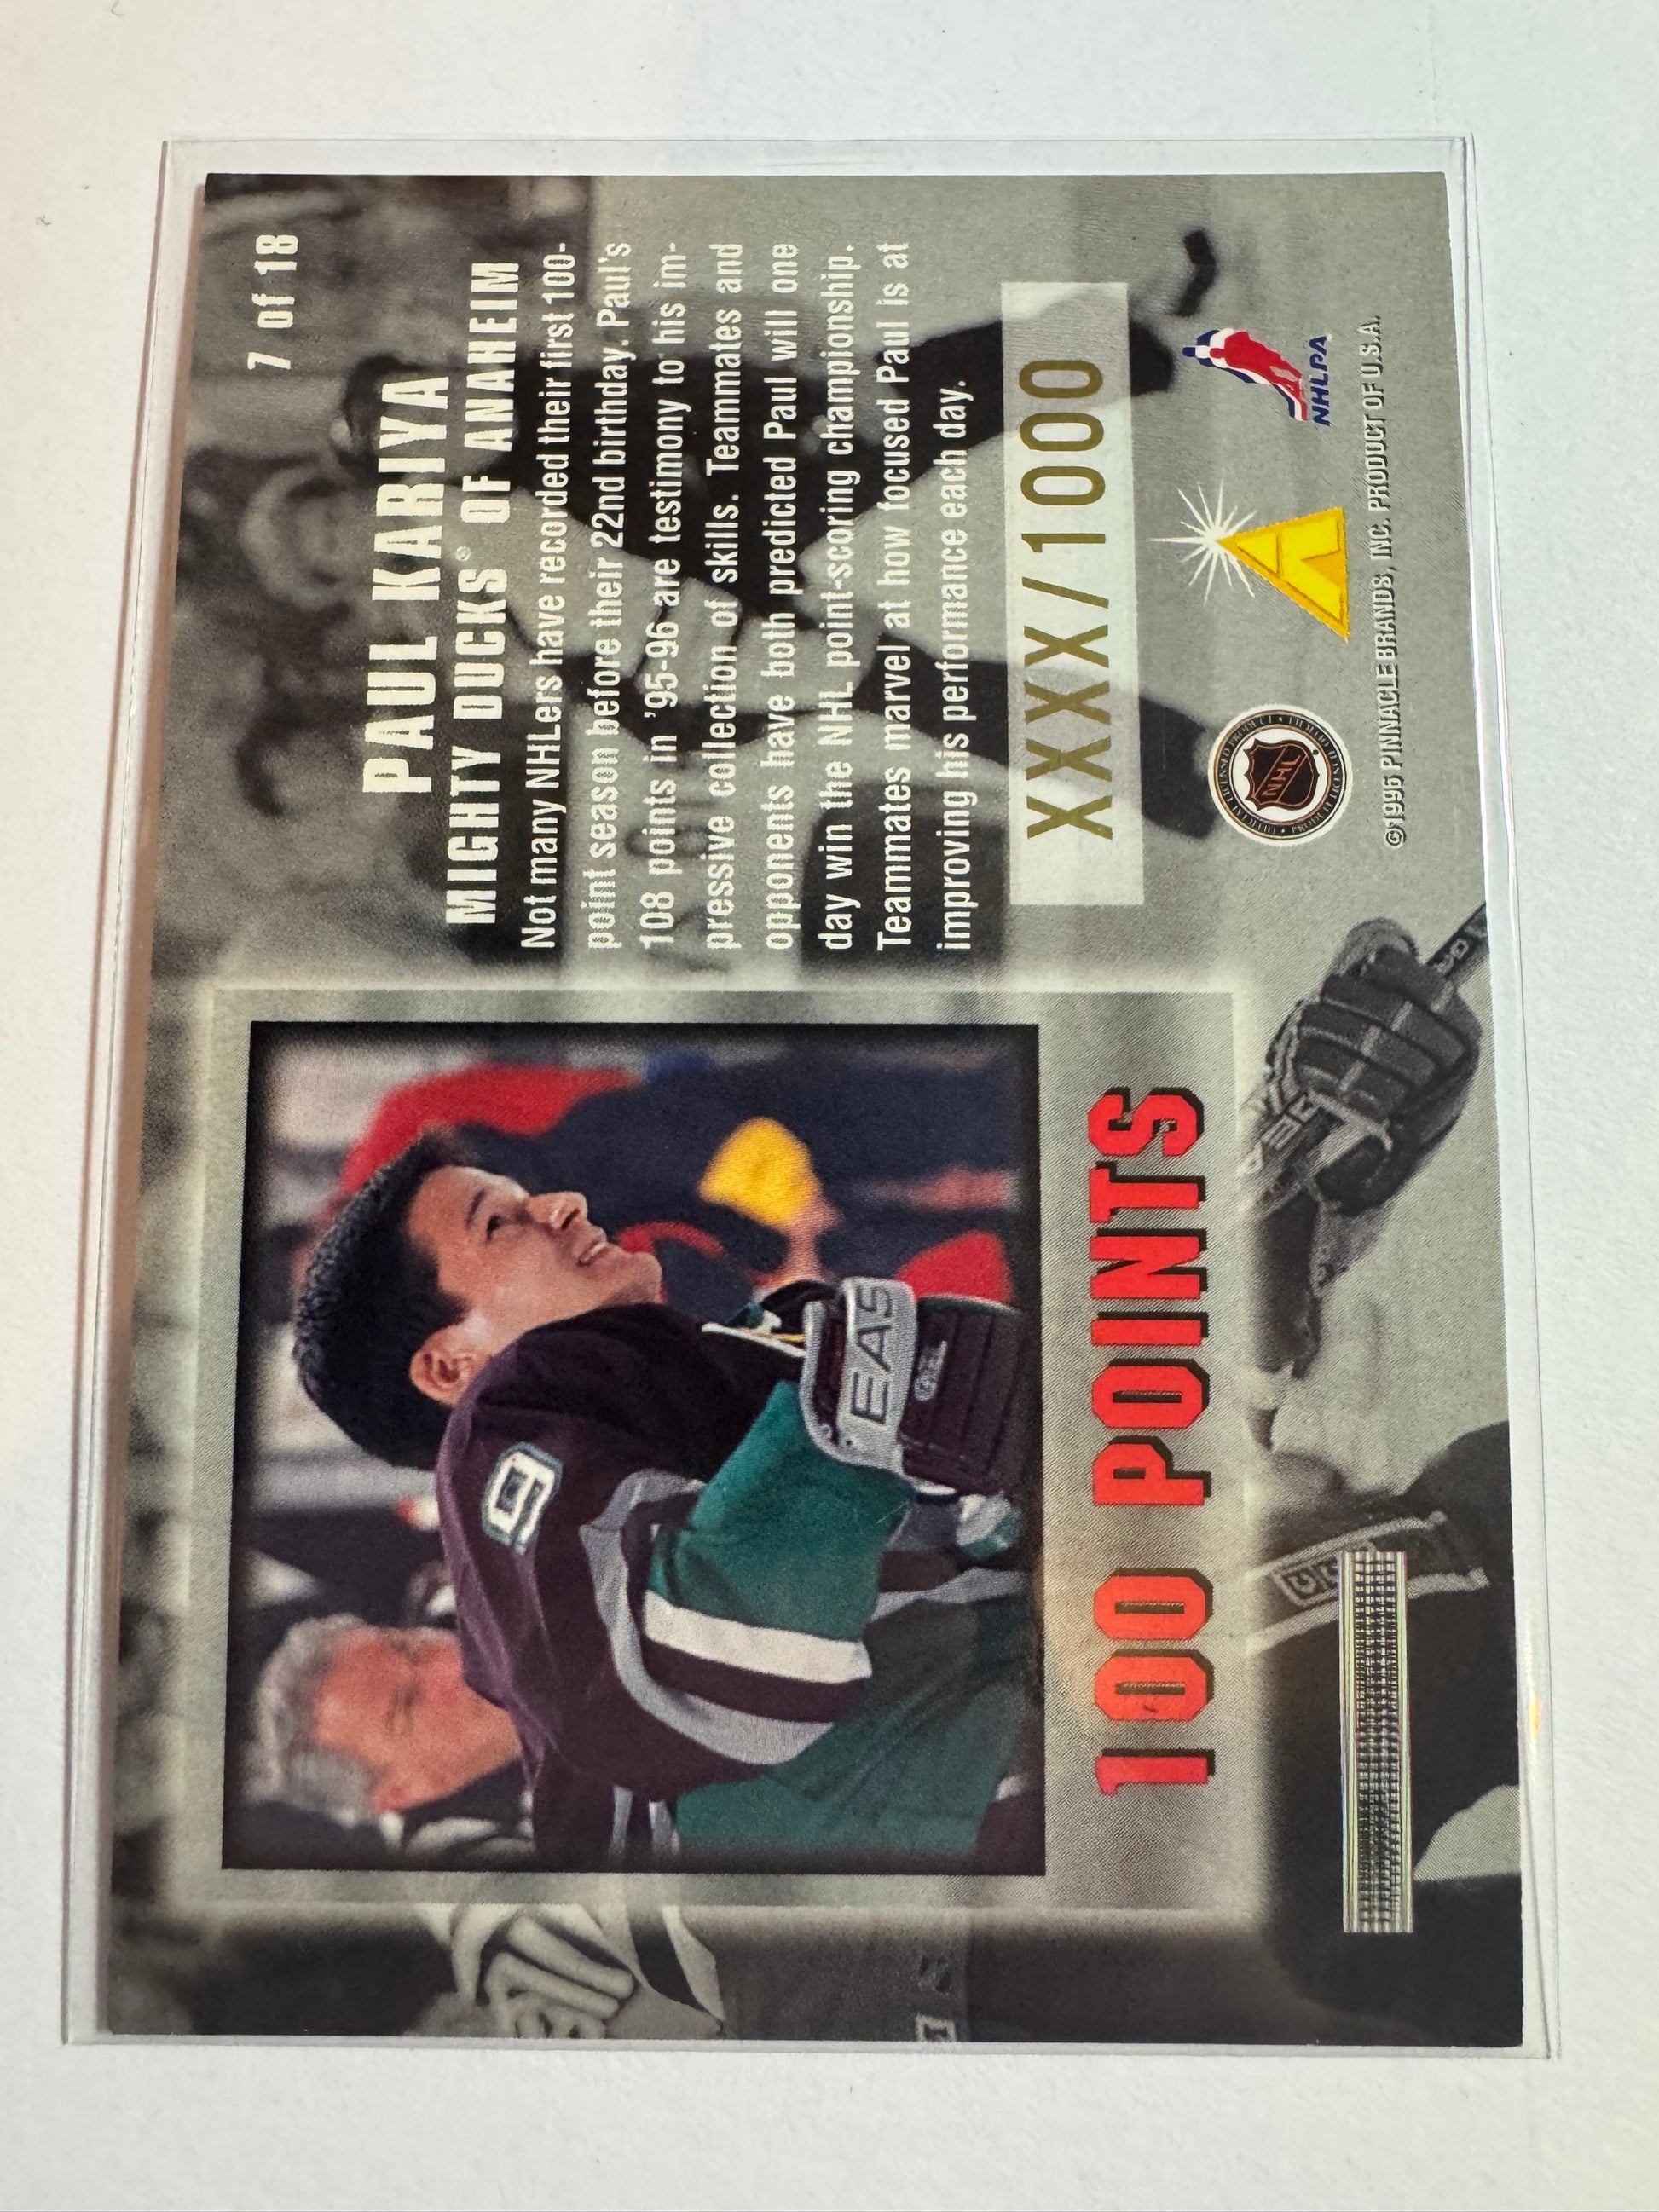 7 of 18
PAUL KARIYA
MIGHTY DUCKS® OF ANAHEIM
Not many NHLers have recorded their first 100-
point season before their 22nd birthday. Paul's
108 points in '95-96 are testimony to his im-
pressive collection of skills. Teammates and
opponents have both predicted Paul will one
day win the NHL point-scoring championship.
Teammates marvel at how focused Paul is at
improving his performance each day.
XXXX/1000
NHL
NHLPA
©1996 PINNACLE BRANDS, INC. PRODUCT OF U.S.A.
9
EAS
100 POINTS